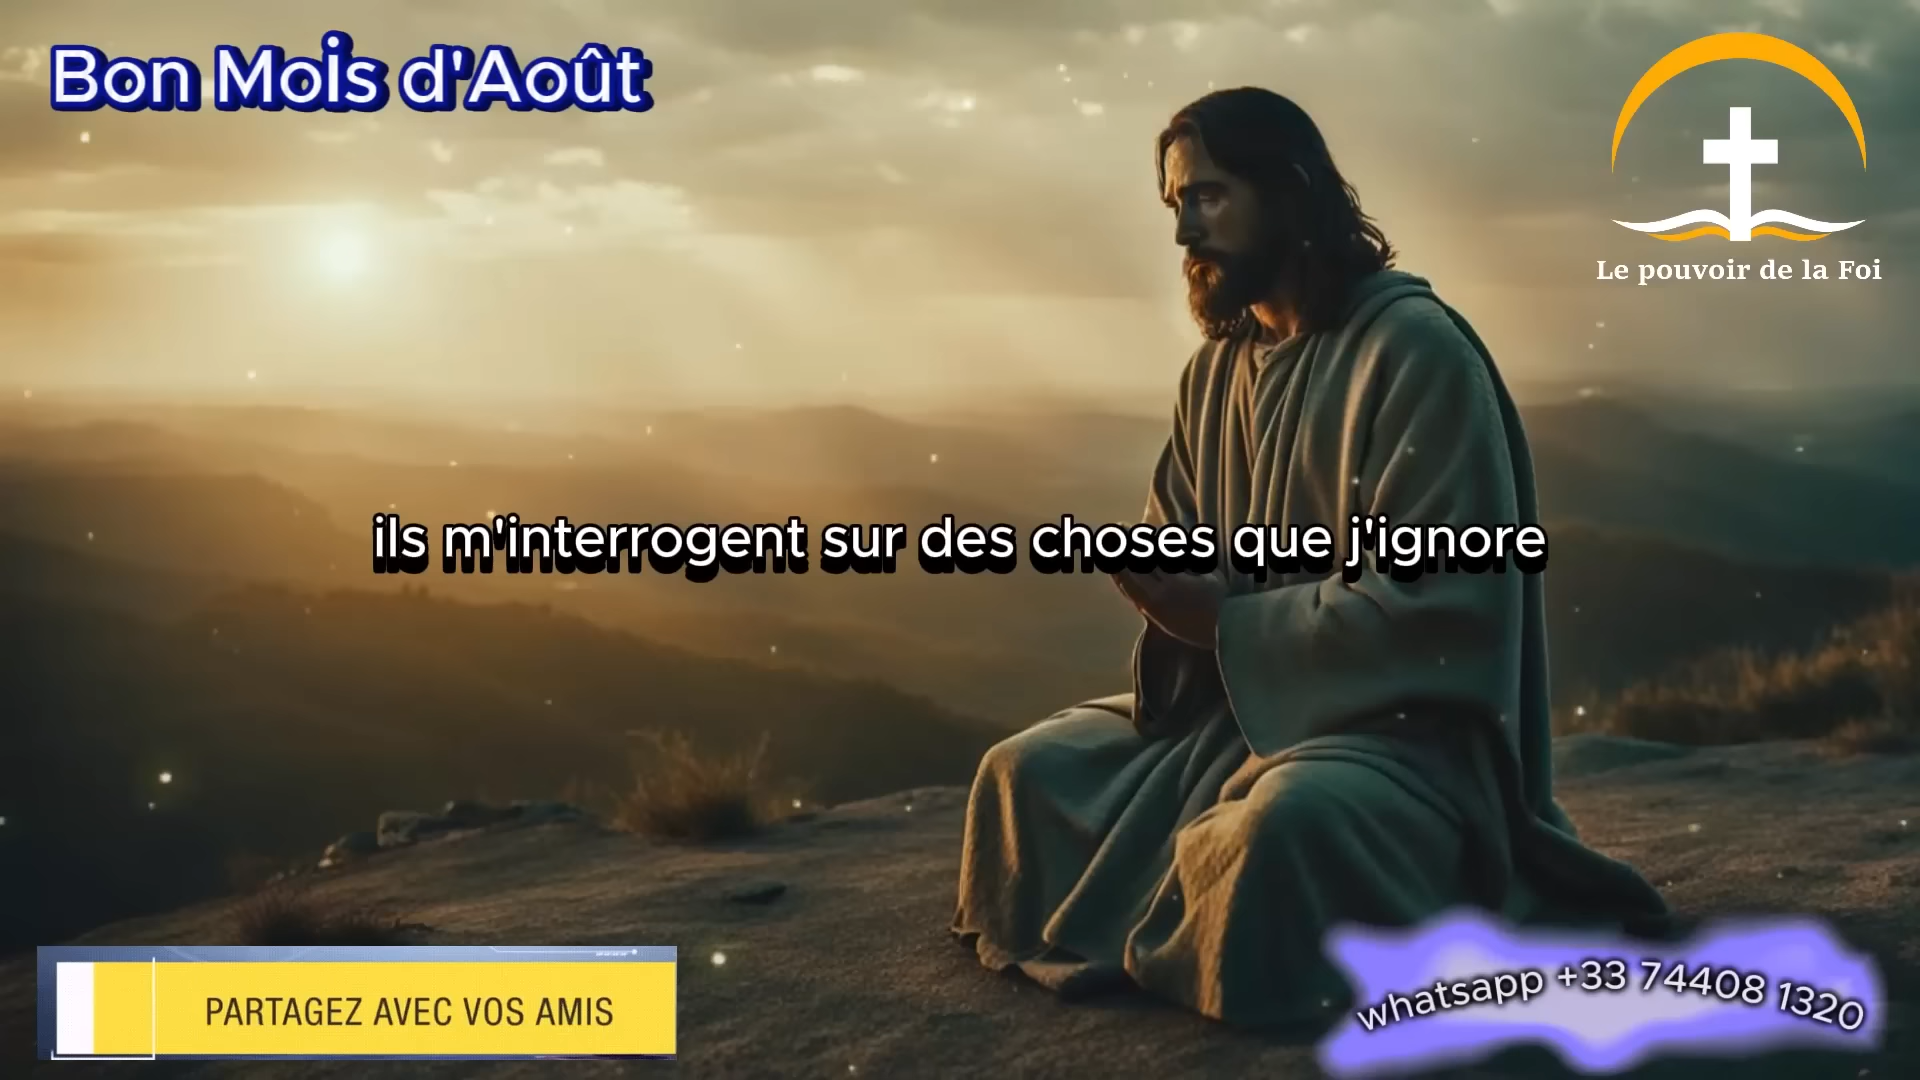 Bon Mois d'Août
Le pouvoir de la Foi
ils m'interrogent sur des choses que j'ignore
PARTAGEZ AVEC VOS AMIS
whatsapp +33 74408 1320